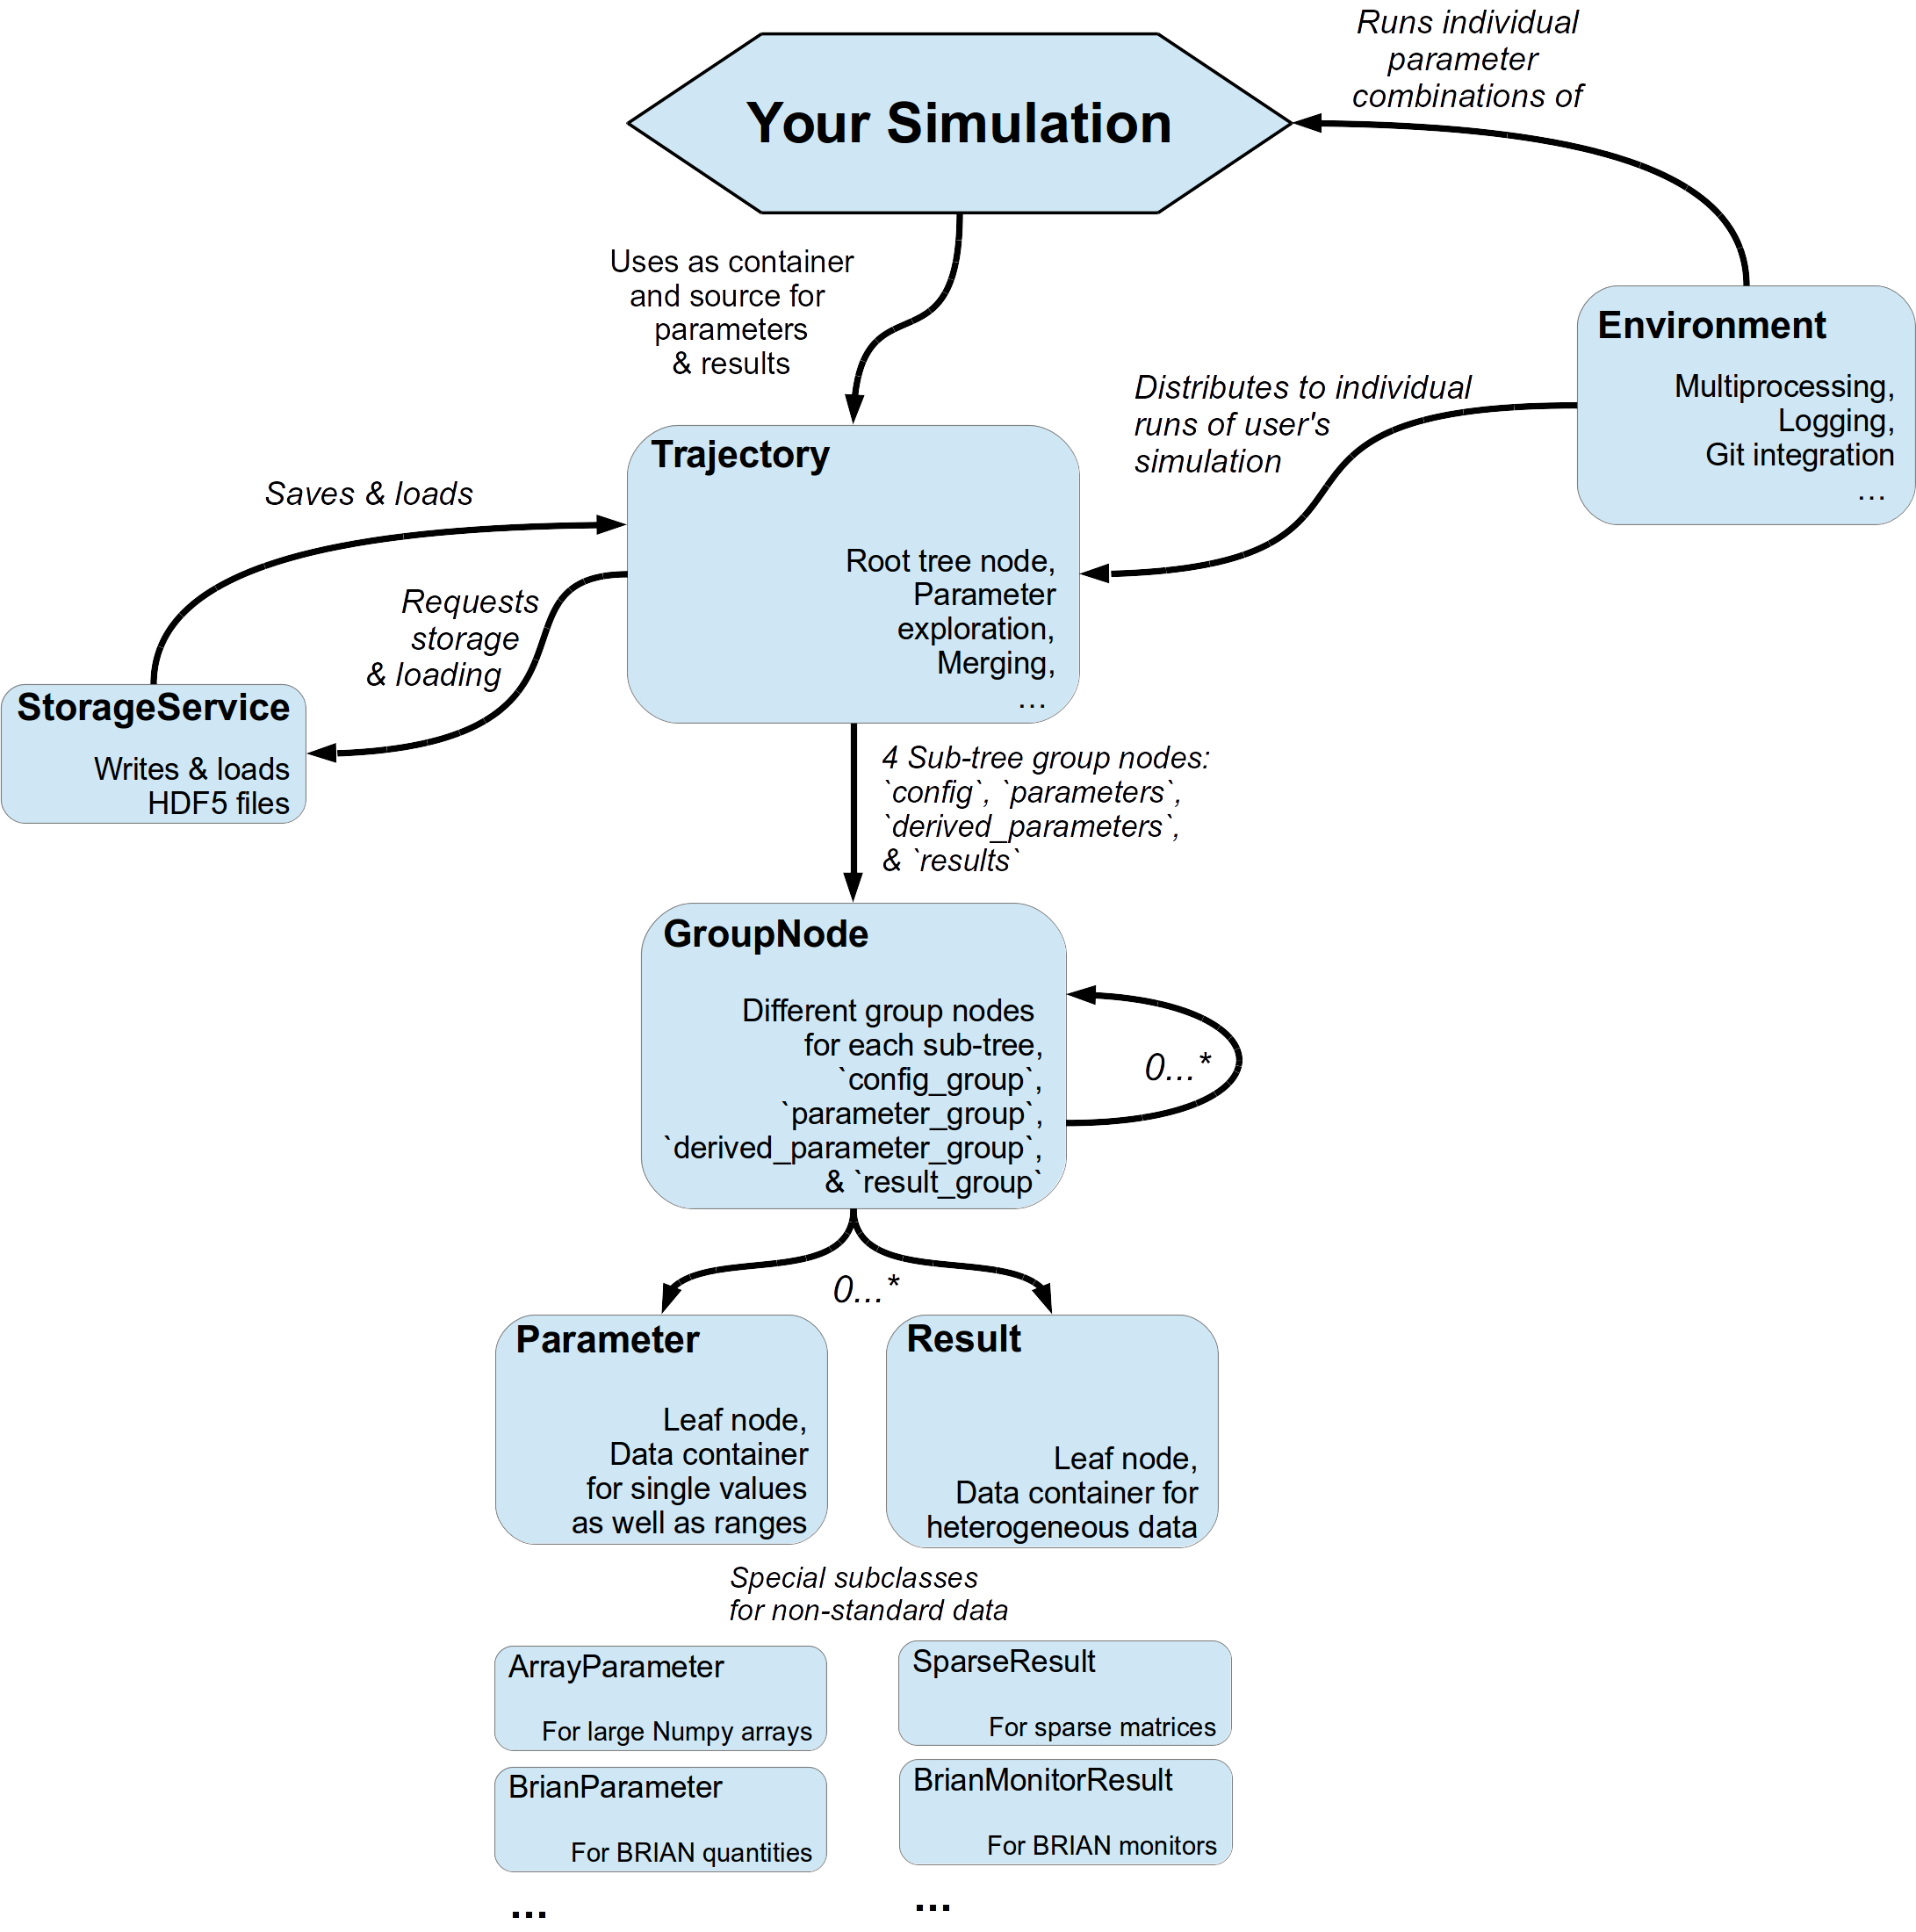 Runs individual
parameter
combinations of
Your Simulation
Uses as container
and source for
parameters
& results
Environment
Multiprocessing,
Logging,
Git integration
...
Distributes to individual
runs of user's
simulation
Trajectory
Root tree node,
Parameter
exploration,
Merging,
...
Saves & loads
Requests
storage
& loading
StorageService
Writes & loads
HDF5 files
4 Sub-tree group nodes:
`config`, `parameters`,
`derived_parameters`,
& `results`
GroupNode
Different group nodes
for each sub-tree,
`config_group`,
`parameter_group`,
`derived_parameter_group`,
& `result_group`
0...*
0...*
Parameter
Leaf node,
Data container
for single values
as well as ranges
Result
Leaf node,
Data container for
heterogeneous data
Special subclasses
for non-standard data
ArrayParameter
For large Numpy arrays
SparseResult
For sparse matrices
BrianParameter
For BRIAN quantities
BrianMonitorResult
For BRIAN monitors
...
...